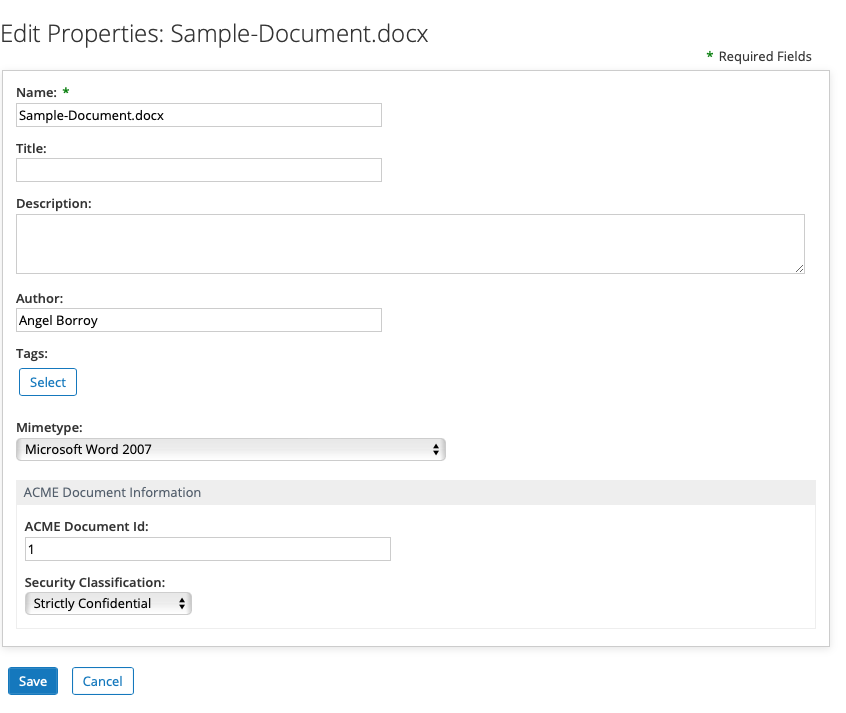 Edit Properties: Sample-Document.docx
* Required Fields
Name: *
Sample-Document.docx
Title:
Description:
Author:
Angel Borroy
Tags:
Select
Mimetype:
Microsoft Word 2007
ACME Document Information
ACME Document Id:
1
Security Classification:
Strictly Confidential
Save Cancel